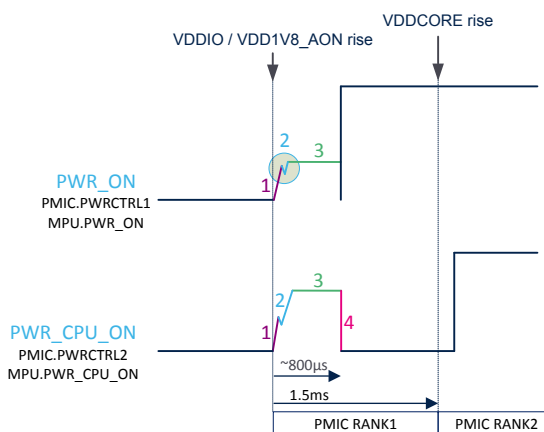 VDDCORE rise
VDDIO / VDD1V8_AON rise
2
3
PWR_ON
1
PMIC.PWRCTRL1
MPU.PWR_ON
3
2
4
PWR_CPU_ON
1
PMIC.PWRCTRL2
MPU.PWR_CPU_ON
~800µs
1.5ms
PMIC RANK1
PMIC RANK2